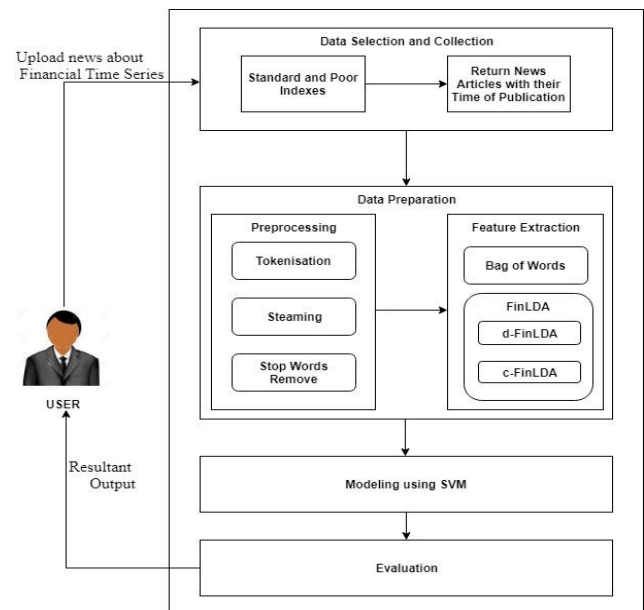 Upload news about
Financial Time Series
Data Selection and Collection
Standard and Poor
Indexes
Return News
Articles with their
Time of Publication
Data Preparation
Preprocessing
Tokenisation
Steaming
Stop Words
Remove
Feature Extraction
Bag of Words
FinLDA
d-FinLDA
c-FinLDA
USER
Resultant
Output
Modeling using SVM
Evaluation